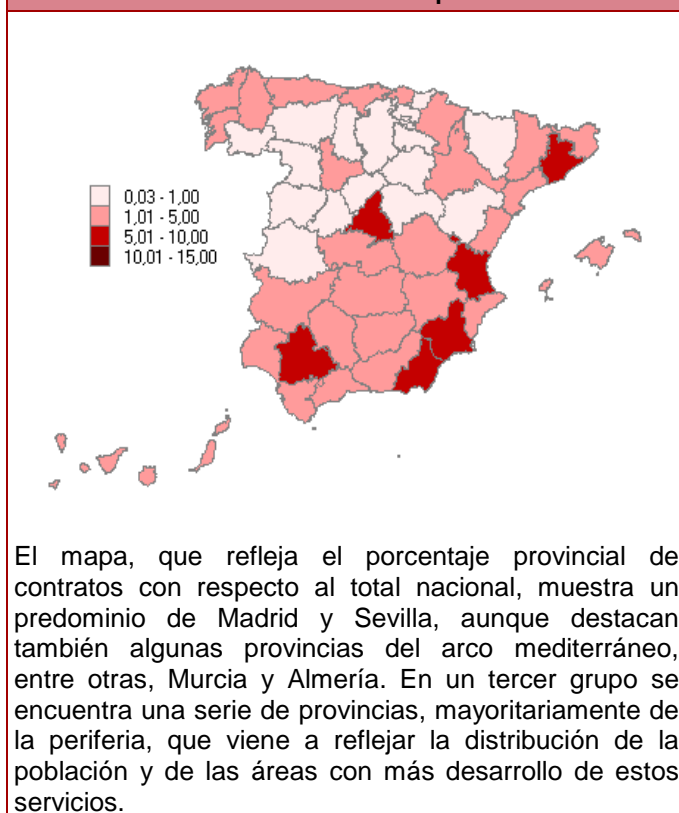 0,03 - 1,00
1,01 - 5,00
5,01 - 10,00
10,01 - 15,00
El mapa, que refleja el porcentaje provincial de
contratos con respecto al total nacional, muestra un
predominio de Madrid y Sevilla, aunque destacan
también algunas provincias del arco mediterráneo,
entre otras, Murcia y Almería. En un tercer grupo se
encuentra una serie de provincias, mayoritariamente de
la periferia, que viene a reflejar la distribución de la
población y de las áreas con más desarrollo de estos
servicios.